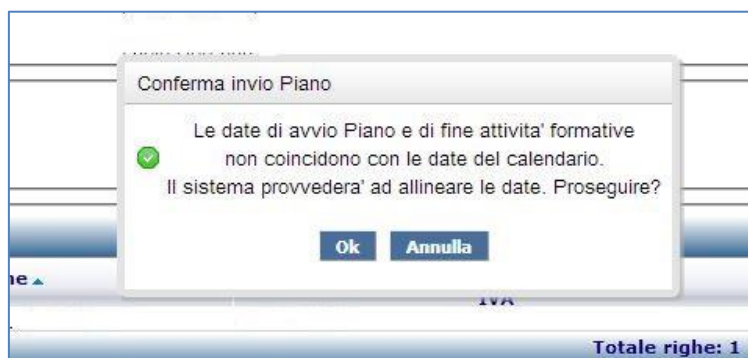 Conferma invio Piano
Le date di avvio Piano e di fine attivita' formative
non coincidono con le date del calendario.
Il sistema provvedera' ad allineare le date. Proseguire?
Ok Annulla
IVA
Totale righe: 1